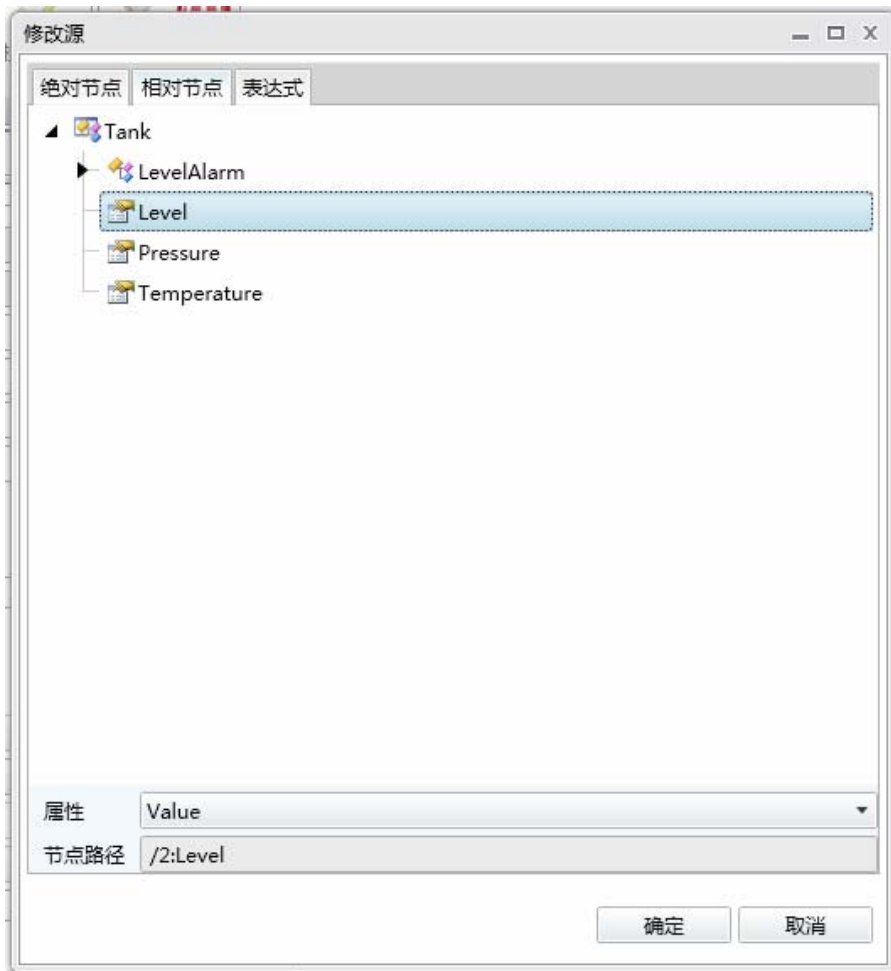 修改源
绝对节点 相对节点 表达式
Tank
LevelAlarm
Level
Pressure
Temperature
属性 Value
节点路径 /2:Level
确定 取消